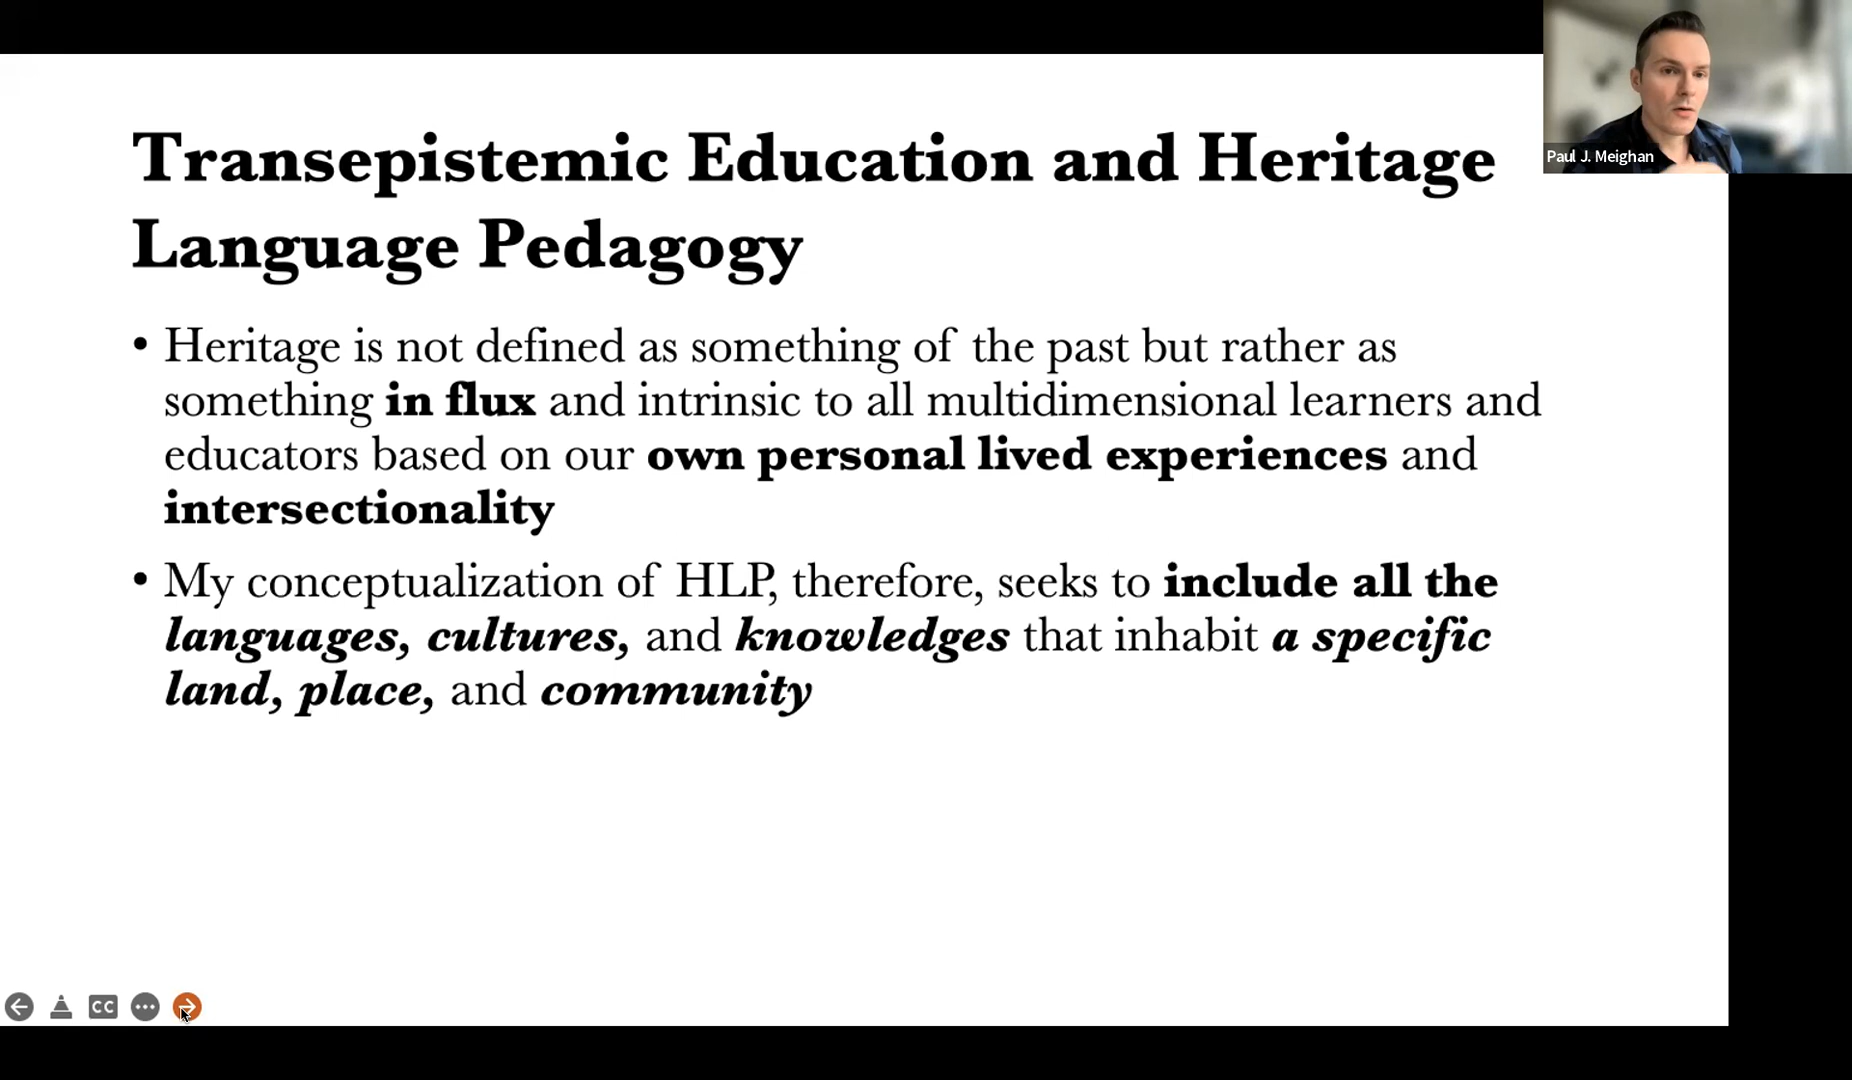 Transepistemic Education and Heritage
Language Pedagogy
• Heritage is not defined as something of the past but rather as
something in flux and intrinsic to all multidimensional learners and
educators based on our own personal lived experiences and
intersectionality
• My conceptualization of HLP, therefore, seeks to include all the
languages, cultures, and knowledges that inhabit a specific
land, place, and community
Paul J. Meighan
CC